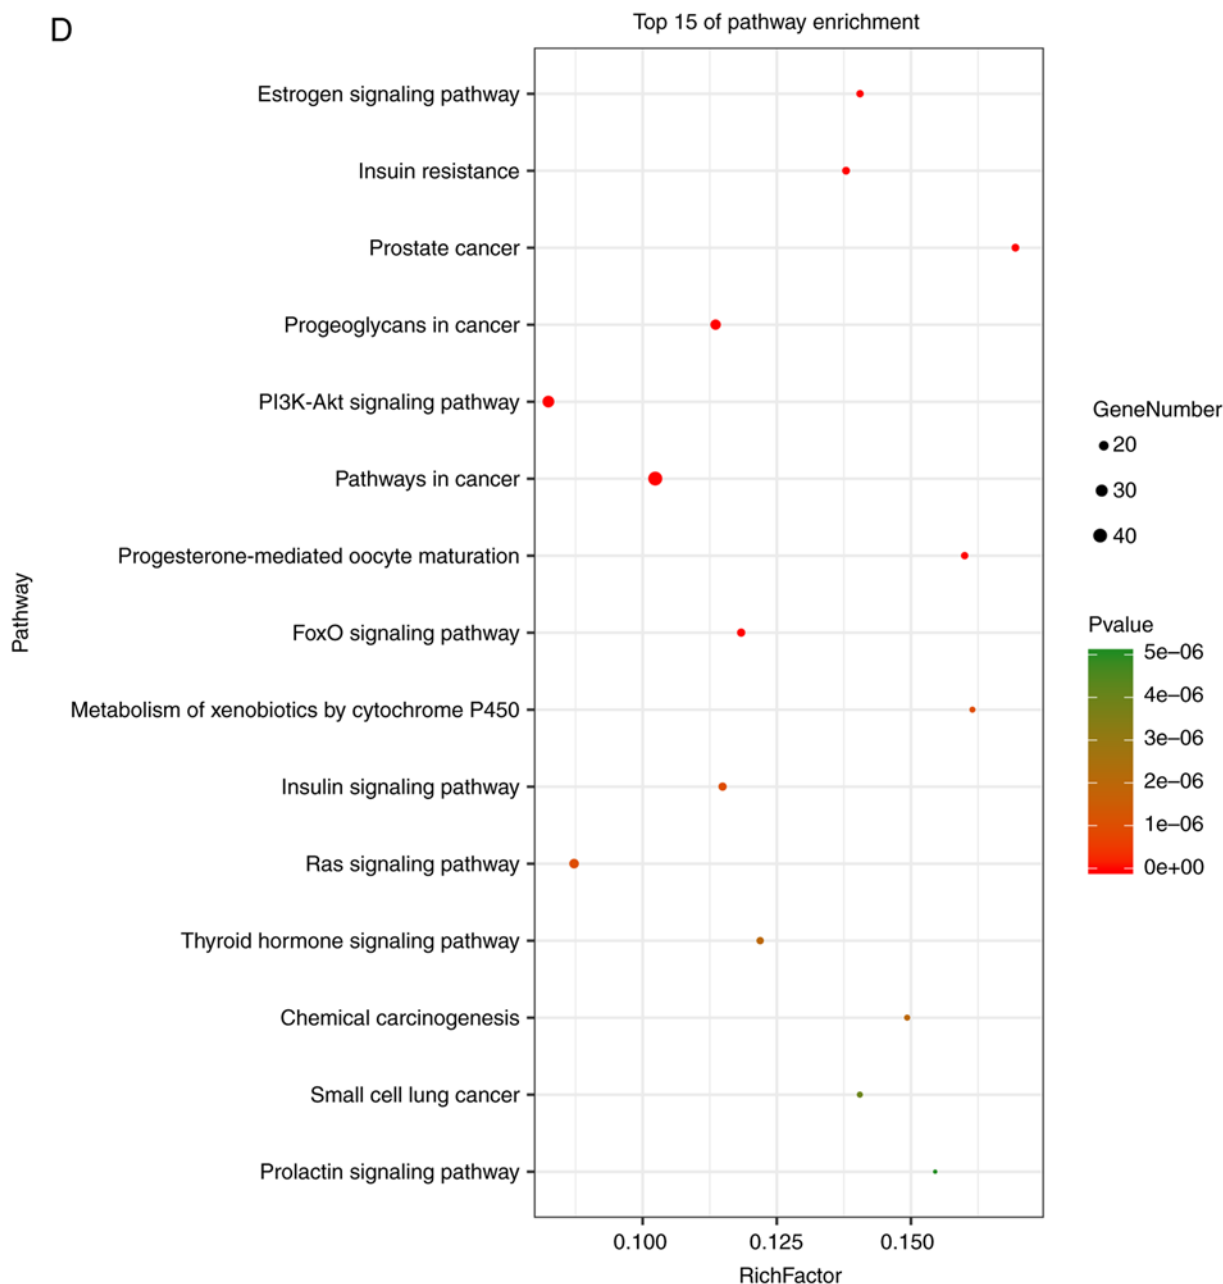 D
Top 15 of pathway enrichment
Estrogen signaling pathway
Insuin resistance
Prostate cancer
Progeoglycans in cancer
PI3K-Akt signaling pathway
Pathways in cancer
Progesterone-mediated oocyte maturation
FoxO signaling pathway
Metabolism of xenobiotics by cytochrome P450
Insulin signaling pathway
Ras signaling pathway
Thyroid hormone signaling pathway
Chemical carcinogenesis
Small cell lung cancer
Prolactin signaling pathway
Pathway
0.100 0.125 0.150
RichFactor
GeneNumber
20
30
40
Pvalue
5e−06
4e−06
3e−06
2e−06
1e−06
0e+00